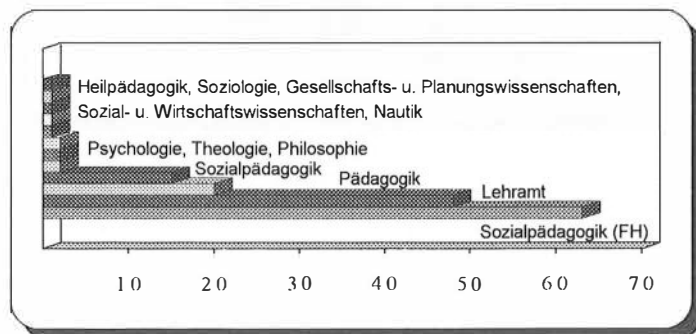 Heilpädagogik, Soziologie, Gesellschafts- u. Planungswissenschaften,
Sozial- u. Wirtschaftswissenschaften, Nautik
Psychologie, Theologie, Philosophie
Sozialpädagogik
Pädagogik
Lehramt
Sozialpädagogik (FH)
10 20 30 40 50 60 70